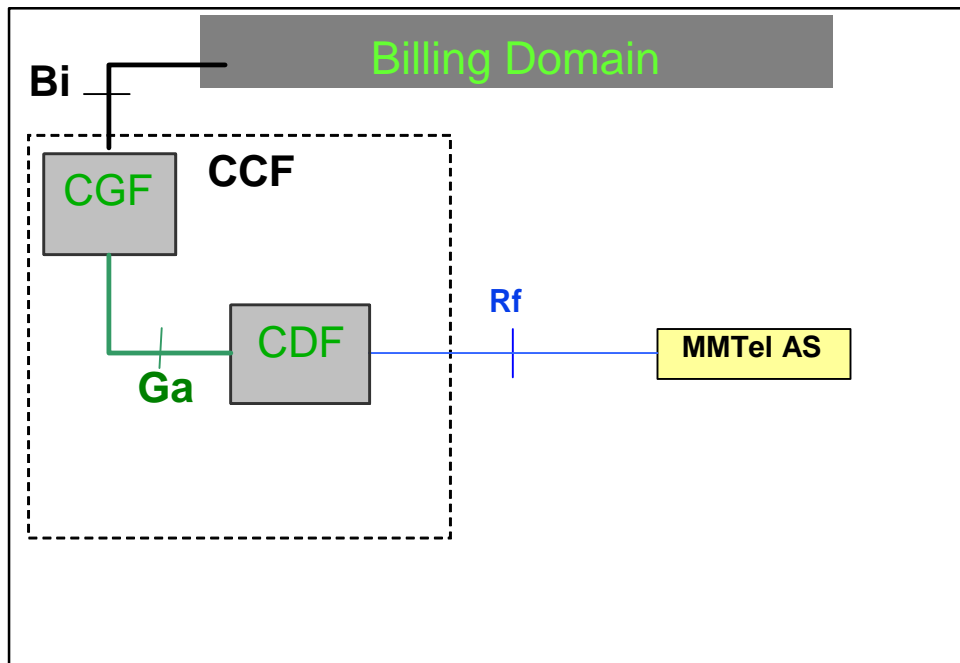 Billing Domain
Bi
CCF
CGF
Rf
CDF
MMTel AS
Ga